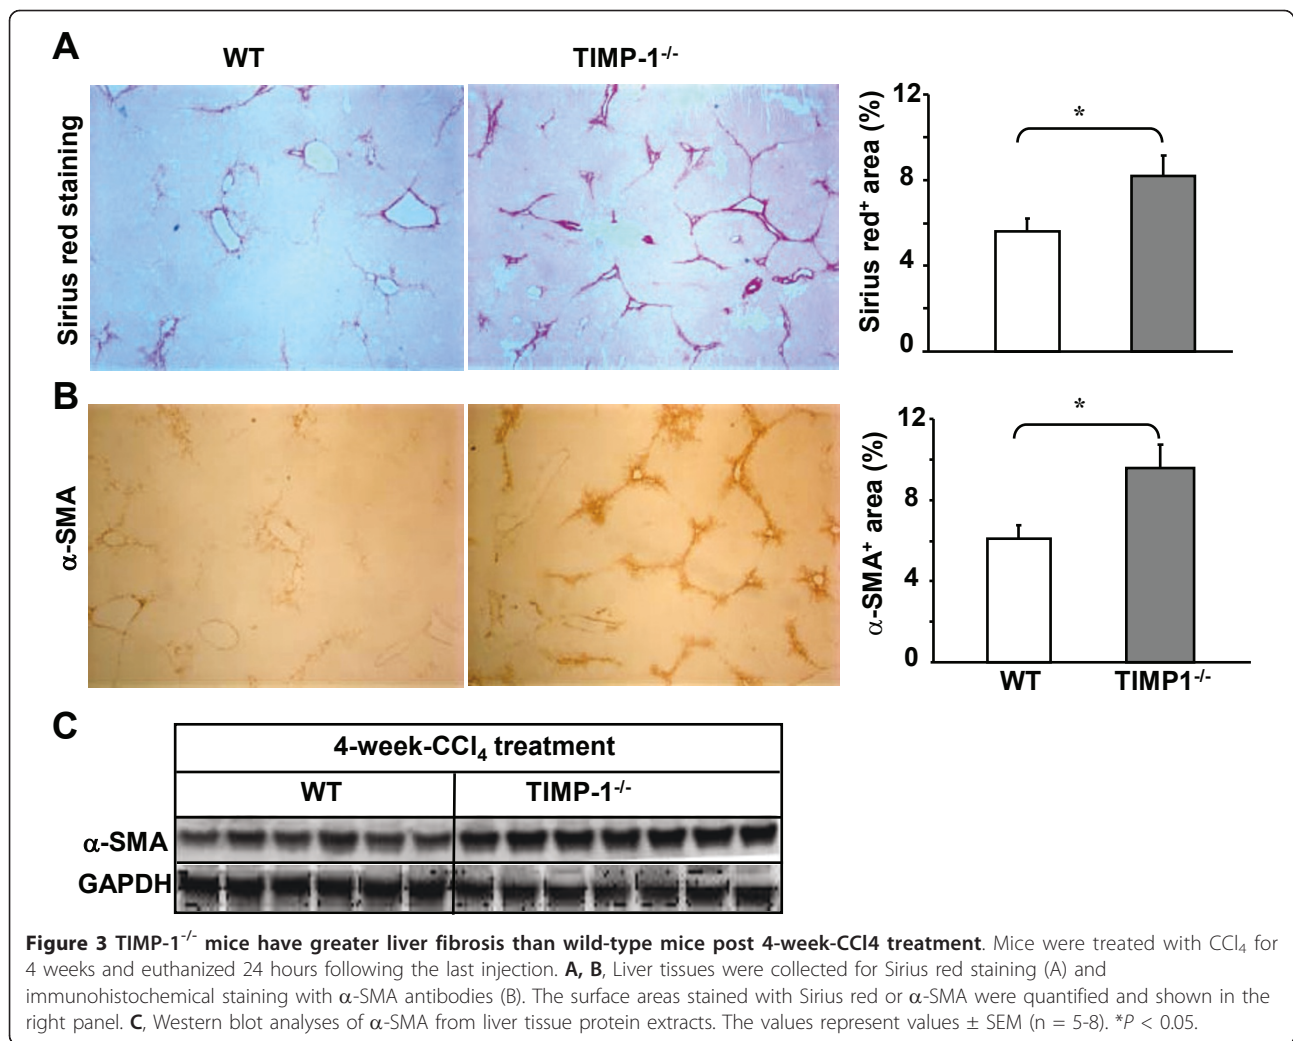 A
WT
TIMP-1-/-
Sirius red staining
Sirius red+ area (%)
12
8
4
0
*
B
α-SMA
α-SMA+ area (%)
12
8
4
0
*
WT
TIMP1-/-
C
4-week-CCl4 treatment
WT
TIMP-1-/-
α-SMA
GAPDH
Figure 3 TIMP-1-/- mice have greater liver fibrosis than wild-type mice post 4-week-CCl4 treatment. Mice were treated with CCl4 for
4 weeks and euthanized 24 hours following the last injection. A, B, Liver tissues were collected for Sirius red staining (A) and
immunohistochemical staining with α-SMA antibodies (B). The surface areas stained with Sirius red or α-SMA were quantified and shown in the
right panel. C, Western blot analyses of α-SMA from liver tissue protein extracts. The values represent values ± SEM (n = 5-8). *P < 0.05.